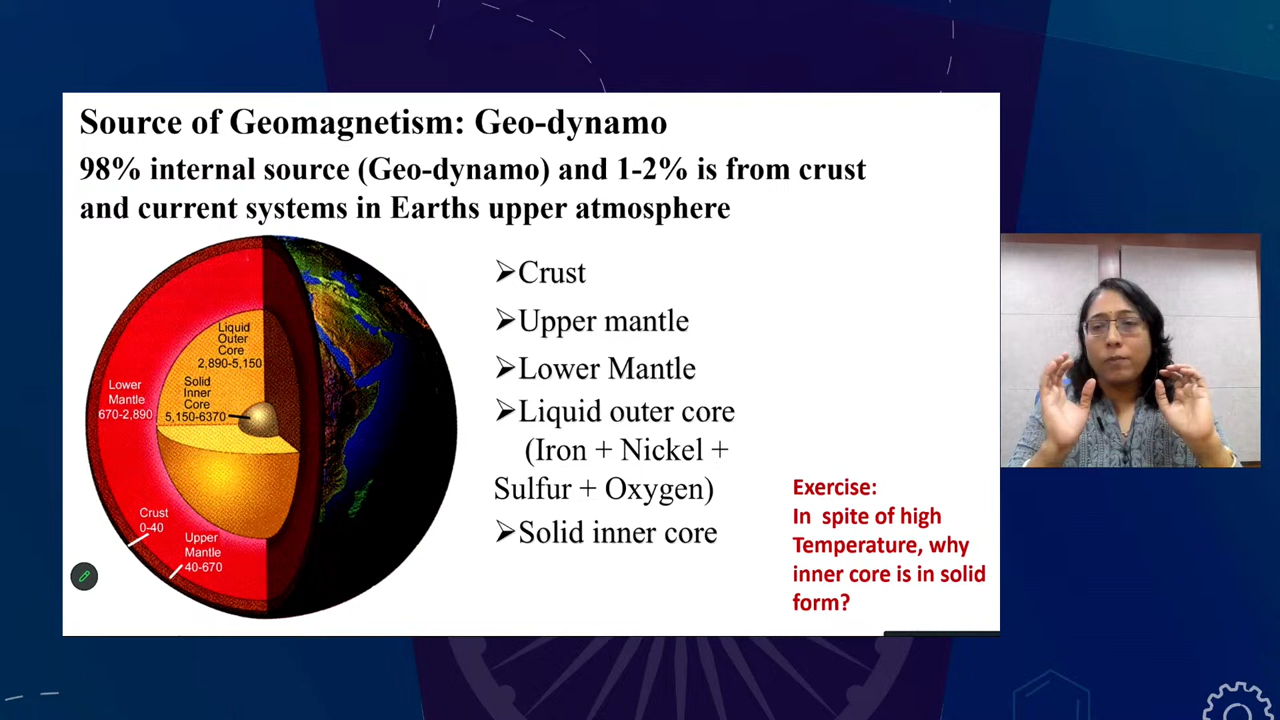 Source of Geomagnetism: Geo-dynamo
98% internal source (Geo-dynamo) and 1-2% is from crust
and current systems in Earths upper atmosphere
Liquid
Outer
Core
2,890-5,150
Solid
Inner
Core
5,150-6370
Lower
Mantle
670-2,890
Crust
0-40
Upper
Mantle
40-670
➢Crust
➢Upper mantle
➢Lower Mantle
➢Liquid outer core
(Iron + Nickel +
Sulfur + Oxygen)
➢Solid inner core
Exercise:
In spite of high
Temperature, why
inner core is in solid
form?